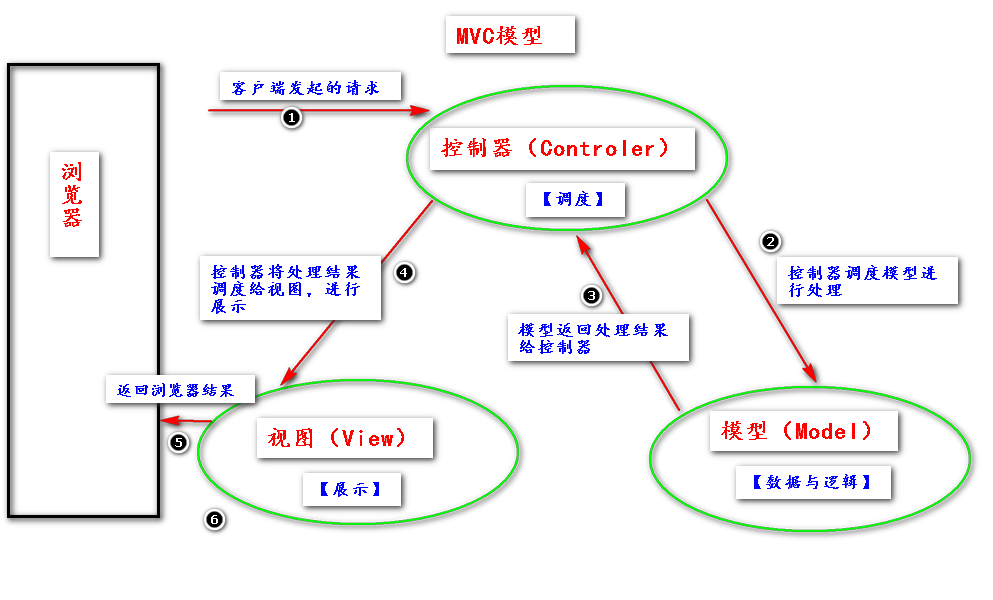 MVC模型
客户端发起的请求
❶
控制器（Controler）
【调度】
浏
览
器
❷
控制器调度模型进
行处理
❹
控制器将处理结果
调度给视图，进行
展示
❸
模型返回处理结果
给控制器
返回浏览器结果
❺
视图（View）
【展示】
模型（Model）
【数据与逻辑】
❻